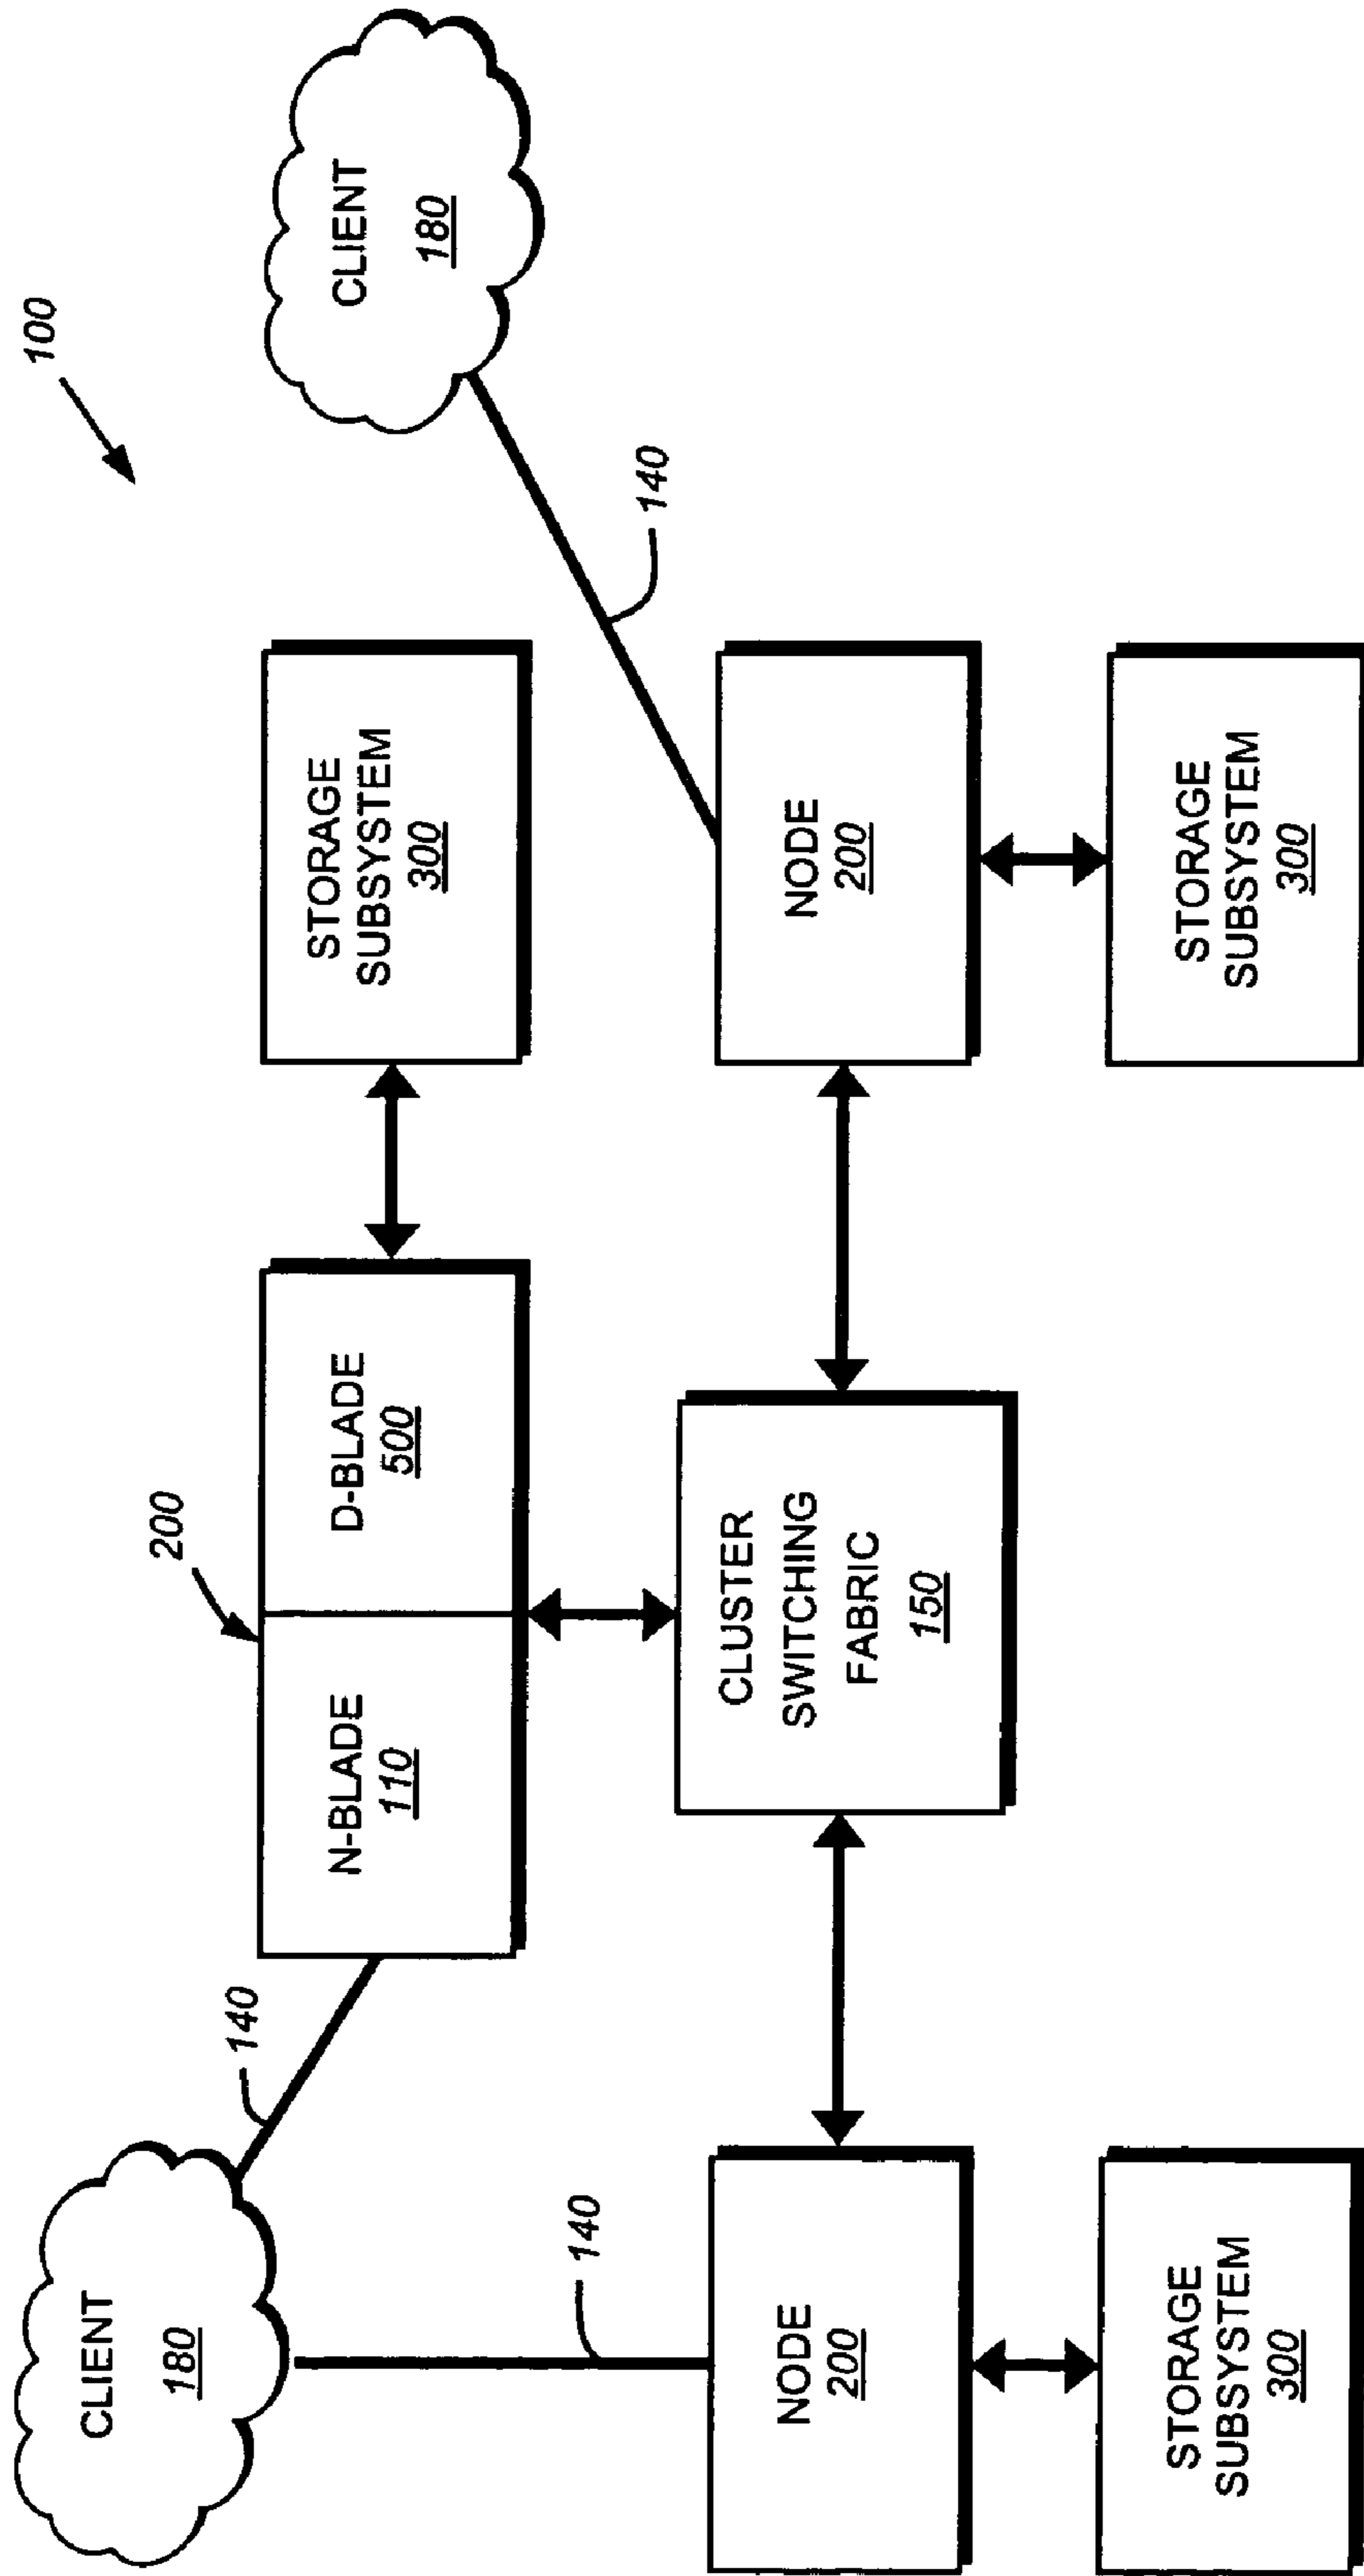 100
CLIENT
180
140
200
N-BLADE
110
D-BLADE
500
STORAGE
SUBSYSTEM
300
CLIENT
180
140
140
NODE
200
CLUSTER
SWITCHING
FABRIC
150
NODE
200
STORAGE
SUBSYSTEM
300
STORAGE
SUBSYSTEM
300